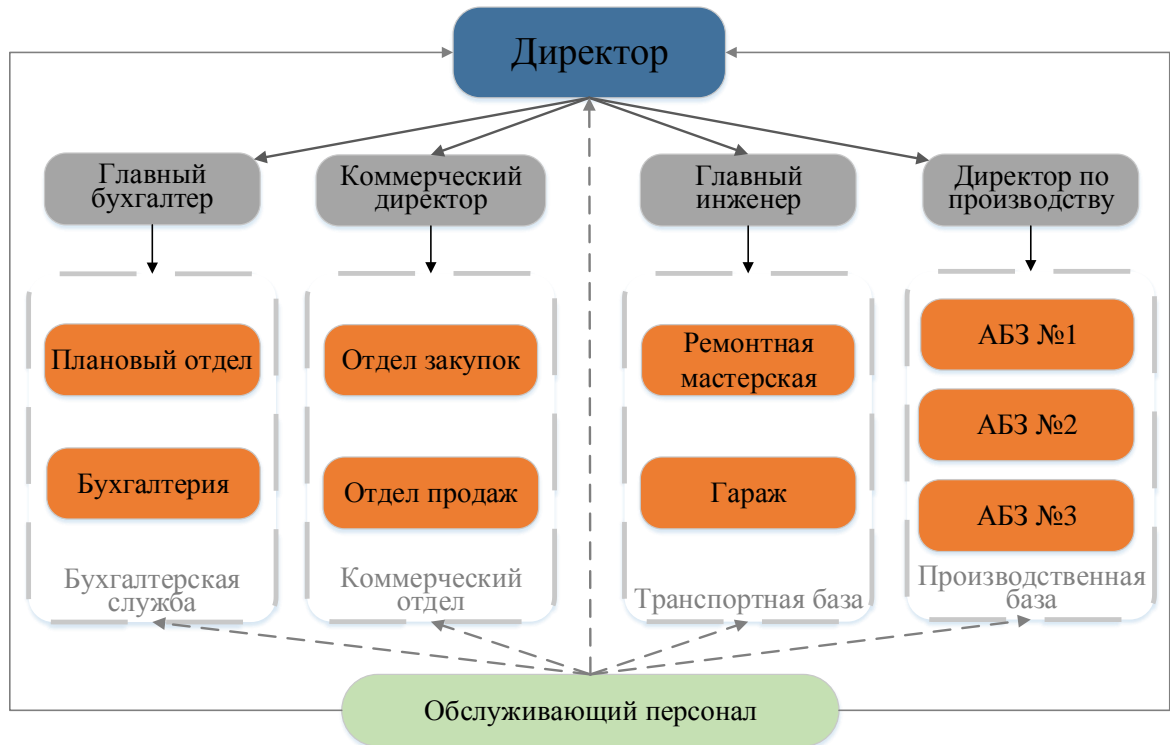 Директор
Главный
бухгалтер
Коммерческий
директор
Главный
инженер
Директор по
производству
Плановый отдел
Бухгалтерия
Бухгалтерская
служба
Отдел закупок
Отдел продаж
Коммерческий
отдел
Ремонтная
мастерская
Гараж
Транспортная база
АБЗ №1
АБЗ №2
АБЗ №3
Производственная
база
Обслуживающий персонал